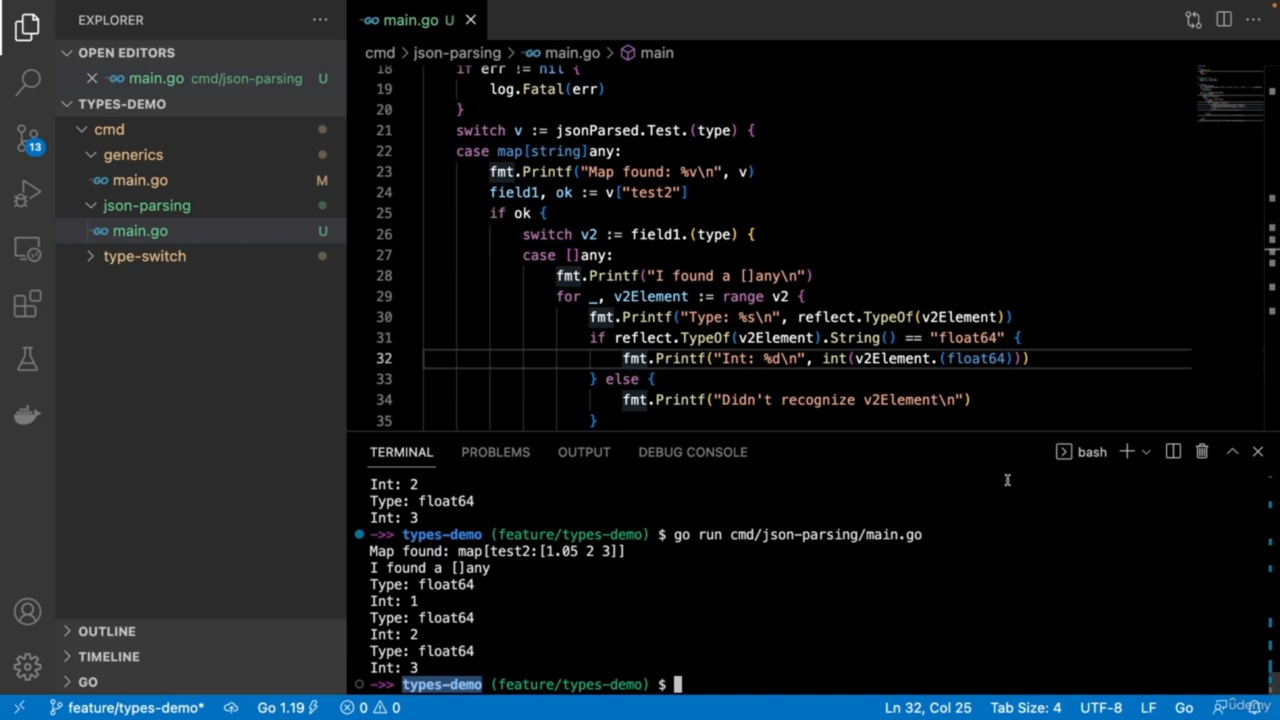 EXPLORER
OPEN EDITORS
main.go cmd/json-parsing U
TYPES-DEMO
cmd
generics
main.go M
json-parsing
main.go U
type-switch
OUTLINE
TIMELINE
GO
13
main.go U
cmd > json-parsing > main.go > main
18 if err != nil {
19 log.Fatal(err)
20 }
21 switch v := jsonParsed.Test.(type) {
22 case map[string]any:
23 fmt.Printf("Map found: %v\n", v)
24 field1, ok := v["test2"]
25 if ok {
26 switch v2 := field1.(type) {
27 case []any:
28 fmt.Printf("I found a []any\n")
29 for _, v2Element := range v2 {
30 fmt.Printf("Type: %s\n", reflect.TypeOf(v2Element))
31 if reflect.TypeOf(v2Element).String() == "float64" {
32 fmt.Printf("Int: %d\n", int(v2Element.(float64)))
33 } else {
34 fmt.Printf("Didn't recognize v2Element\n")
35 }
TERMINAL PROBLEMS OUTPUT DEBUG CONSOLE
bash
Int: 2
Type: float64
Int: 3
->> types-demo (feature/types-demo) $ go run cmd/json-parsing/main.go
Map found: map[test2:[1.05 2 3]]
I found a []any
Type: float64
Int: 1
Type: float64
Int: 2
Type: float64
Int: 3
->> types-demo (feature/types-demo) $
feature/types-demo* Go 1.19 0 0 Ln 32, Col 25 Tab Size: 4 UTF-8 LF Go
Udemy